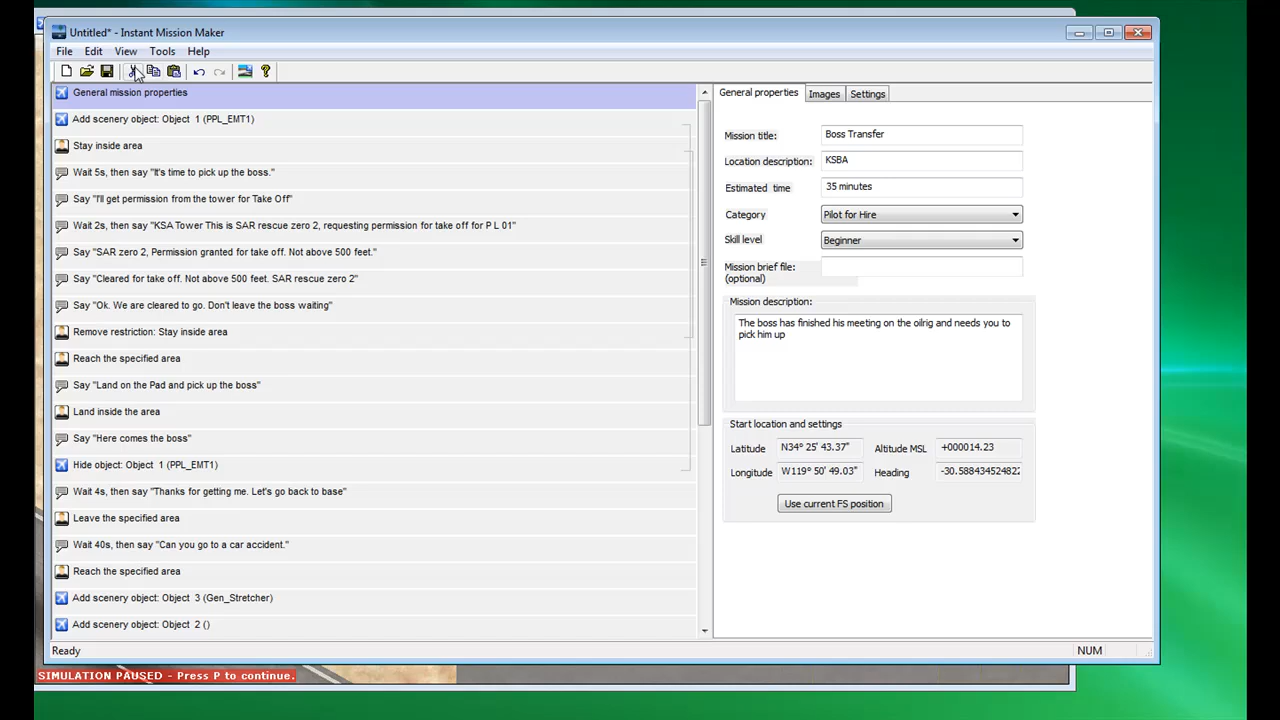 Untitled* - Instant Mission Maker
File Edit View Tools Help
General mission properties
Add scenery object: Object 1 (PPL_EMT1)
Stay inside area
Wait 5s, then say "It's time to pick up the boss."
Say "I'll get permission from the tower for Take Off"
Wait 2s, then say "KSA Tower This is SAR rescue zero 2, requesting permission for take off for P L 01"
Say "SAR zero 2, Permission granted for take off. Not above 500 feet."
Say "Cleared for take off. Not above 500 feet. SAR rescue zero 2"
Say "Ok. We are cleared to go. Don't leave the boss waiting"
Remove restriction: Stay inside area
Reach the specified area
Say "Land on the Pad and pick up the boss"
Land inside the area
Say "Here comes the boss"
Hide object: Object 1 (PPL_EMT1)
Wait 4s, then say "Thanks for getting me. Let's go back to base"
Leave the specified area
Wait 40s, then say "Can you go to a car accident."
Reach the specified area
Add scenery object: Object 3 (Gen_Stretcher)
Add scenery object: Object 2 ()
General properties Images Settings
Mission title: Boss Transfer
Location description: KSBA
Estimated time 35 minutes
Category Pilot for Hire
Skill level Beginner
Mission brief file:
(optional)
Mission description:
The boss has finished his meeting on the oilrig and needs you to
pick him up
Start location and settings
Latitude N34° 25' 43.37" Altitude MSL +000014.23
Longitude W119° 50' 49.03" Heading -30.588434524822
Use current FS position
Ready NUM
SIMULATION PAUSED - Press P to continue.